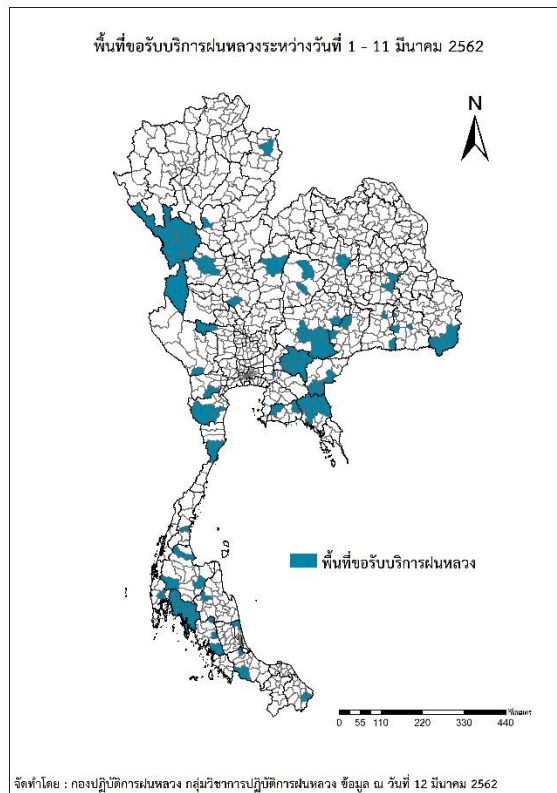 พื้นที่ขอรับบริการฝนหลวงระหว่างวันที่ 1 - 11 มีนาคม 2562
N
พื้นที่ขอรับบริการฝนหลวง
กิโลเมตร
0 55 110 220 330 440
จัดทำโดย : กองปฏิบัติการฝนหลวง กลุ่มวิชาการปฏิบัติการฝนหลวง ข้อมูล ณ วันที่ 12 มีนาคม 2562